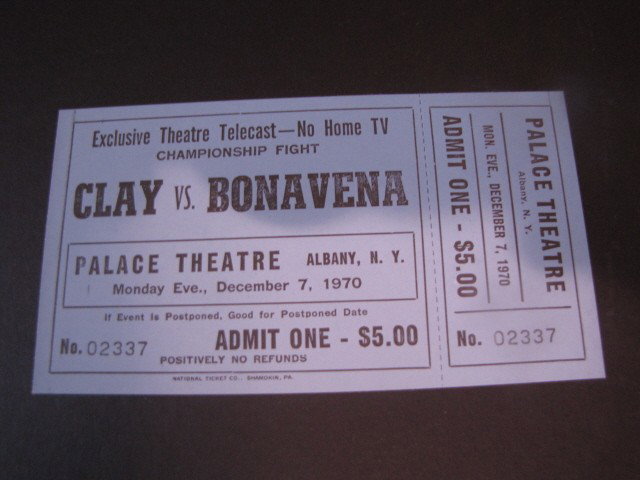 Exclusive Theatre Telecast—No Home TV
CHAMPIONSHIP FIGHT
CLAY VS. BONAVENA
PALACE THEATRE ALBANY, N. Y.
Monday Eve., December 7, 1970
If Event is Postponed, Good for Postponed Date
No. 02337 ADMIT ONE - $5.00
POSITIVELY NO REFUNDS
NATIONAL TICKET CO., SHAMOKIN, PA.
PALACE THEATRE
Albany, N. Y.
MON. EVE., DECEMBER 7, 1970
ADMIT ONE - $5.00
No. 02337